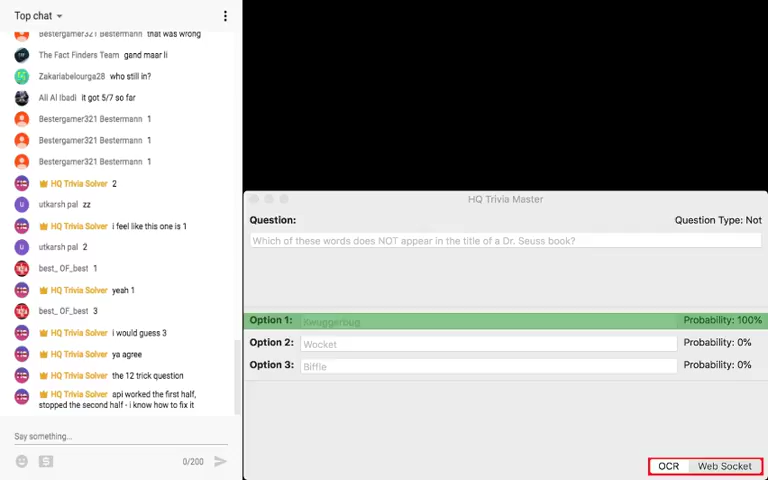 Top chat
Bestergamer321 Bestermann that was wrong
The Fact Finders Team gand maar li
Zakariabelourga28 who still in?
Ali Al Ibadi it got 5/7 so far
Bestergamer321 Bestermann 1
Bestergamer321 Bestermann 1
Bestergamer321 Bestermann 1
HQ Trivia Solver 2
utkarsh pal zz
HQ Trivia Solver i feel like this one is 1
utkarsh pal 2
best_ OF_best 1
HQ Trivia Solver yeah 1
best_ OF_best 3
HQ Trivia Solver i would guess 3
HQ Trivia Solver ya agree
HQ Trivia Solver the 12 trick question
HQ Trivia Solver api worked the first half,
stopped the second half - i know how to fix it
Say something...
0/200
HQ Trivia Master
Question: Question Type: Not
Which of these words does NOT appear in the title of a Dr. Seuss book?
Option 1: Kwuggerbug Probability: 100%
Option 2: Wocket Probability: 0%
Option 3: Biffle Probability: 0%
OCR Web Socket